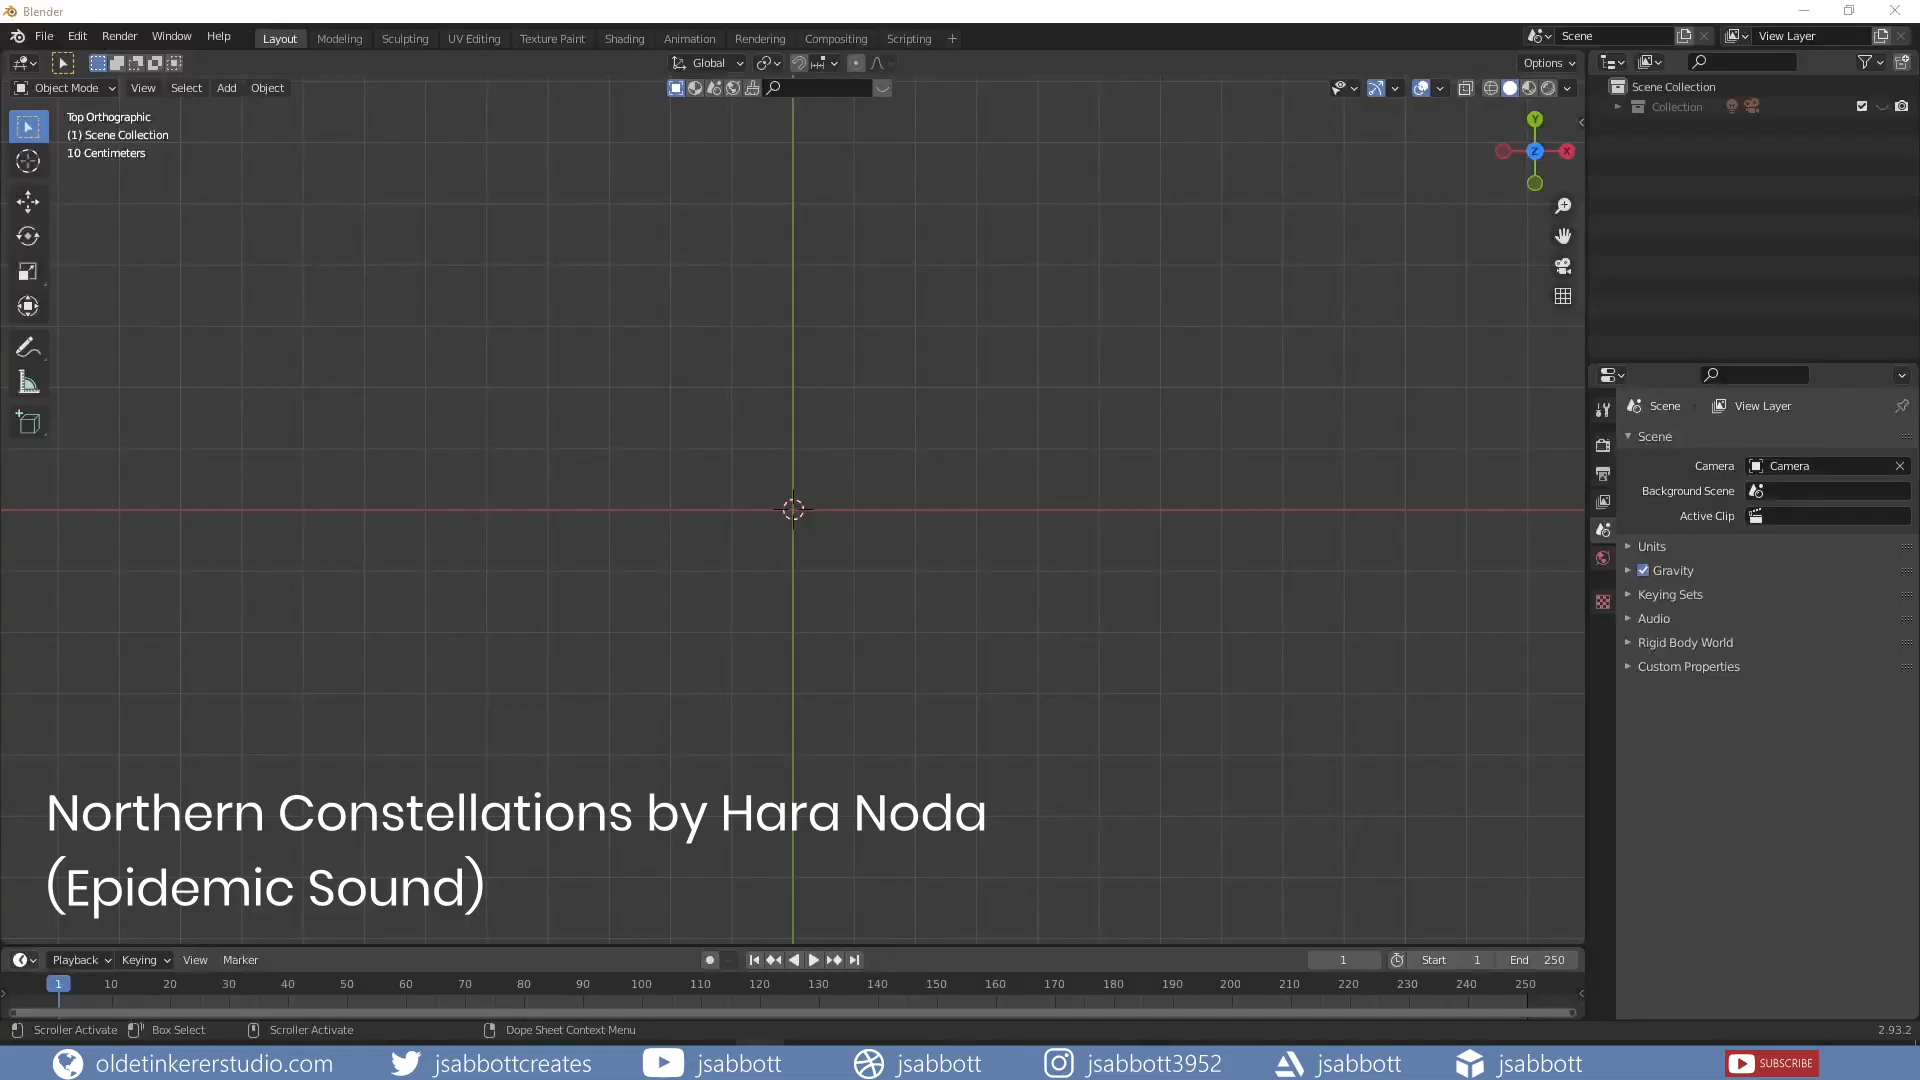 Blender
File Edit Render Window Help Layout Modeling Sculpting UV Editing Texture Paint Shading Animation Rendering Compositing Scripting + Scene View Layer
Global Options
Object Mode View Select Add Object
Scene Collection
Collection
Top Orthographic
(1) Scene Collection
10 Centimeters
Y
Z X
Scene View Layer
Scene
Camera Camera
Background Scene
Active Clip
Units
Gravity
Keying Sets
Audio
Rigid Body World
Custom Properties
Northern Constellations by Hara Noda
(Epidemic Sound)
Playback Keying View Marker 1 Start 1 End 250
1 10 20 30 40 50 60 70 80 90 100 110 120 130 140 150 160 170 180 190 200 210 220 230 240 250
Scroller Activate Box Select Scroller Activate Dope Sheet Context Menu 2.93.2
oldetinkererstudio.com jsabbottcreates jsabbott jsabbott jsabbott3952 jsabbott jsabbott SUBSCRIBE